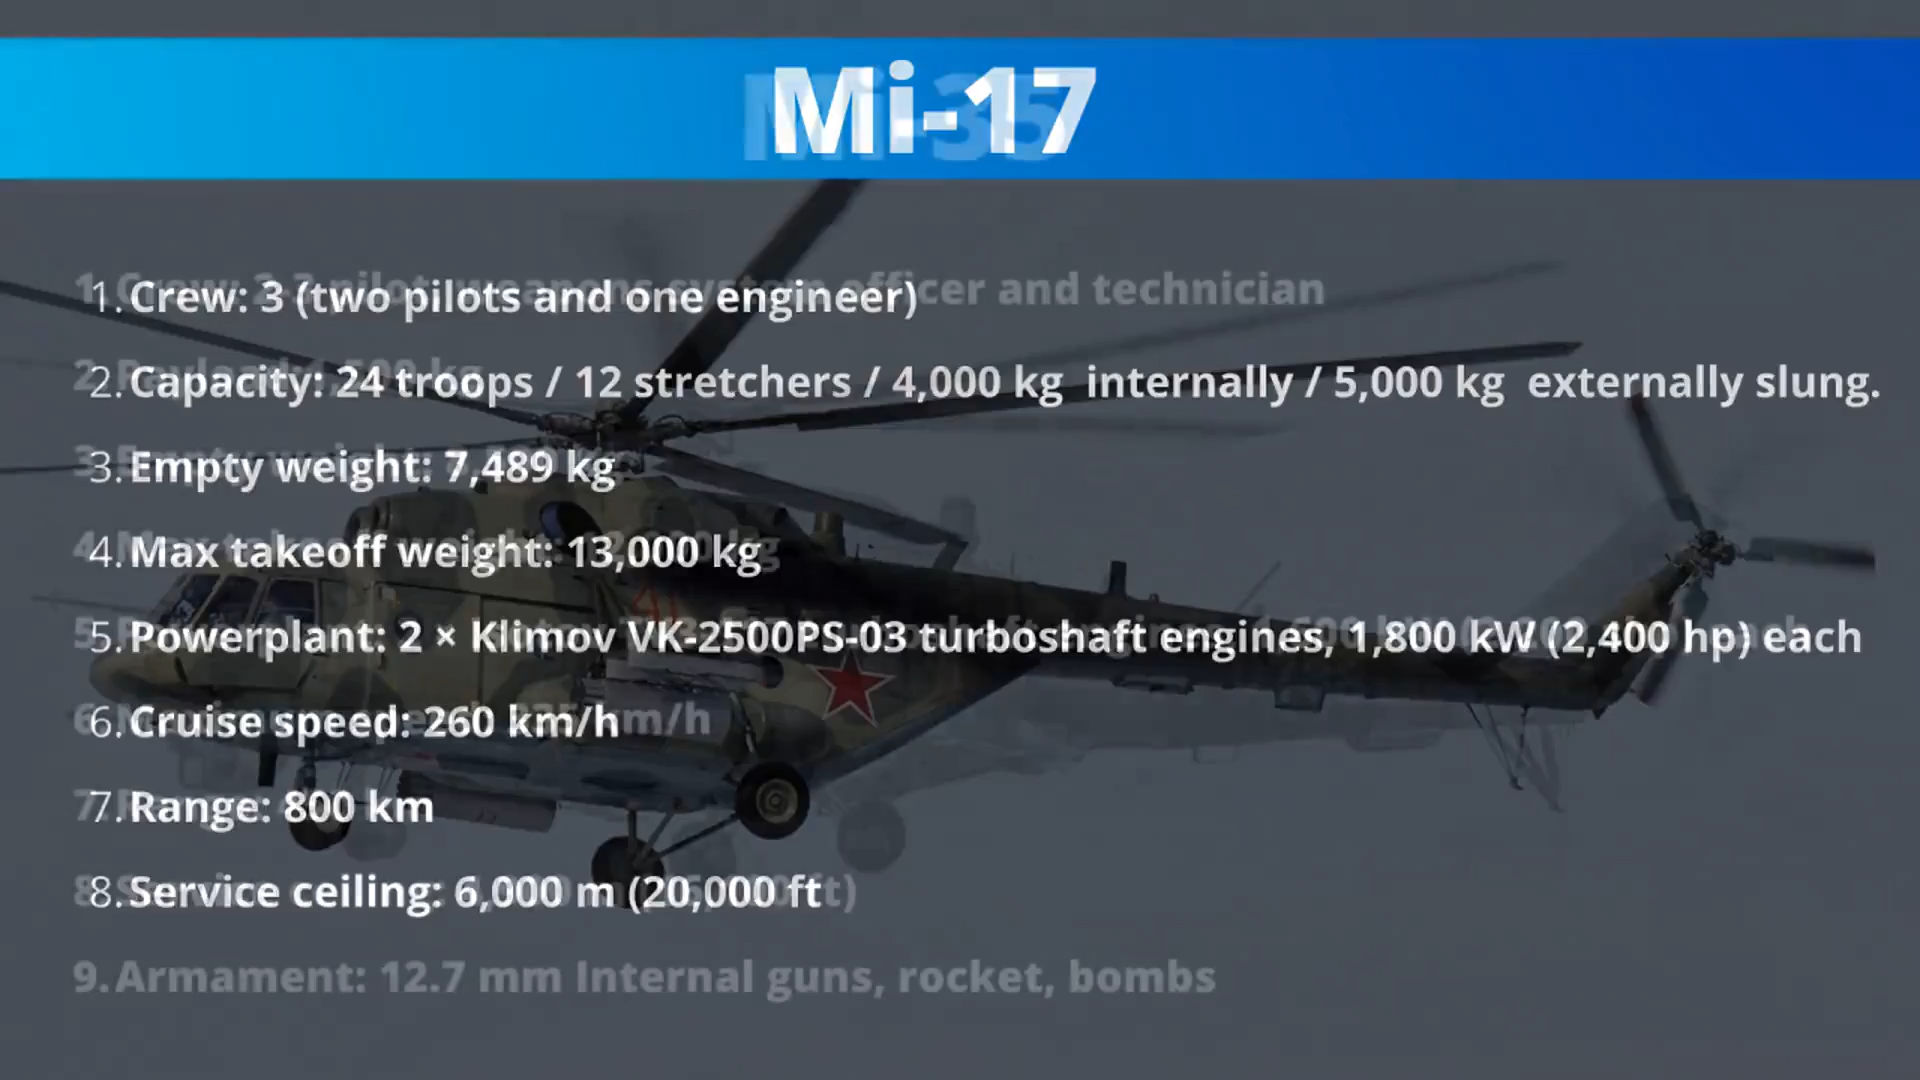 Mi-17
1. Crew: 3 (two pilots and one engineer)
officer and technician
2. Capacity: 24 troops / 12 stretchers / 4,000 kg internally / 5,000 kg externally slung.
3. Empty weight: 7,489 kg
4. Max takeoff weight: 13,000 kg
5. Powerplant: 2 × Klimov VK-2500PS-03 turboshaft engines, 1,800 kW (2,400 hp) each
6. Cruise speed: 260 km/h
km/h
7. Range: 800 km
8. Service ceiling: 6,000 m (20,000 ft
9. Armament: 12.7 mm Internal guns, rocket, bombs